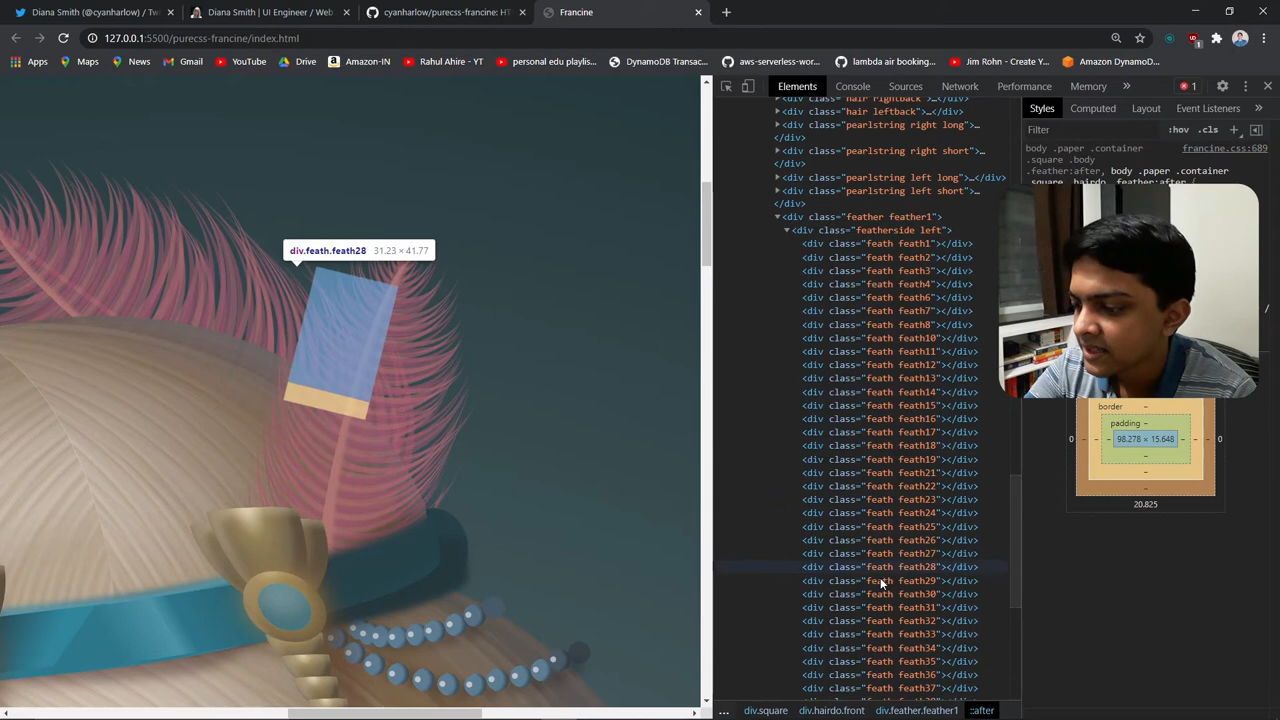 Diana Smith (@cyanharlow) / Twi
Diana Smith | UI Engineer / Web
cyanharlow/purecss-francine: HT
Francine
127.0.0.1:5500/purecss-francine/index.html
Apps
Maps
News
Gmail
YouTube
Drive
Amazon-IN
Rahul Ahire - YT
personal edu playlis...
DynamoDB Transac...
aws-serverless-wor...
lambda air booking...
Jim Rohn - Create Y...
Amazon DynamoDB...
Elements Console Sources Network Performance Memory » 1
<div class="hair rightback">…</div>
<div class="hair leftback">…</div>
<div class="pearlstring right long">…
</div>
<div class="pearlstring right short">…
</div>
<div class="pearlstring left long">…</div>
<div class="pearlstring left short">…
</div>
<div class="feather feather1">
<div class="featherside left">
<div class="feath feath1"></div>
<div class="feath feath2"></div>
<div class="feath feath3"></div>
<div class="feath feath4"></div>
<div class="feath feath6"></div>
<div class="feath feath7"></div>
<div class="feath feath8"></div>
<div class="feath feath10"></div>
<div class="feath feath11"></div>
<div class="feath feath12"></div>
<div class="feath feath13"></div>
<div class="feath feath14"></div>
<div class="feath feath15"></div>
<div class="feath feath16"></div>
<div class="feath feath17"></div>
<div class="feath feath18"></div>
<div class="feath feath19"></div>
<div class="feath feath21"></div>
<div class="feath feath22"></div>
<div class="feath feath23"></div>
<div class="feath feath24"></div>
<div class="feath feath25"></div>
<div class="feath feath26"></div>
<div class="feath feath27"></div>
<div class="feath feath28"></div>
<div class="feath feath29"></div>
<div class="feath feath30"></div>
<div class="feath feath31"></div>
<div class="feath feath32"></div>
<div class="feath feath33"></div>
<div class="feath feath34"></div>
<div class="feath feath35"></div>
<div class="feath feath36"></div>
<div class="feath feath37"></div>
... div.square div.hairdo.front div.feather.feather1 ::after
Styles Computed Layout Event Listeners »
Filter :hov .cls +
body .paper .container francine.css:689
.square .body
.feather:after, body .paper .container
.square .hairdo .feather:after {
border –
padding –
0 – – 98.278 × 15.648 – – 0
–
–
–
20.825
div.feath.feath28 31.23 × 41.77